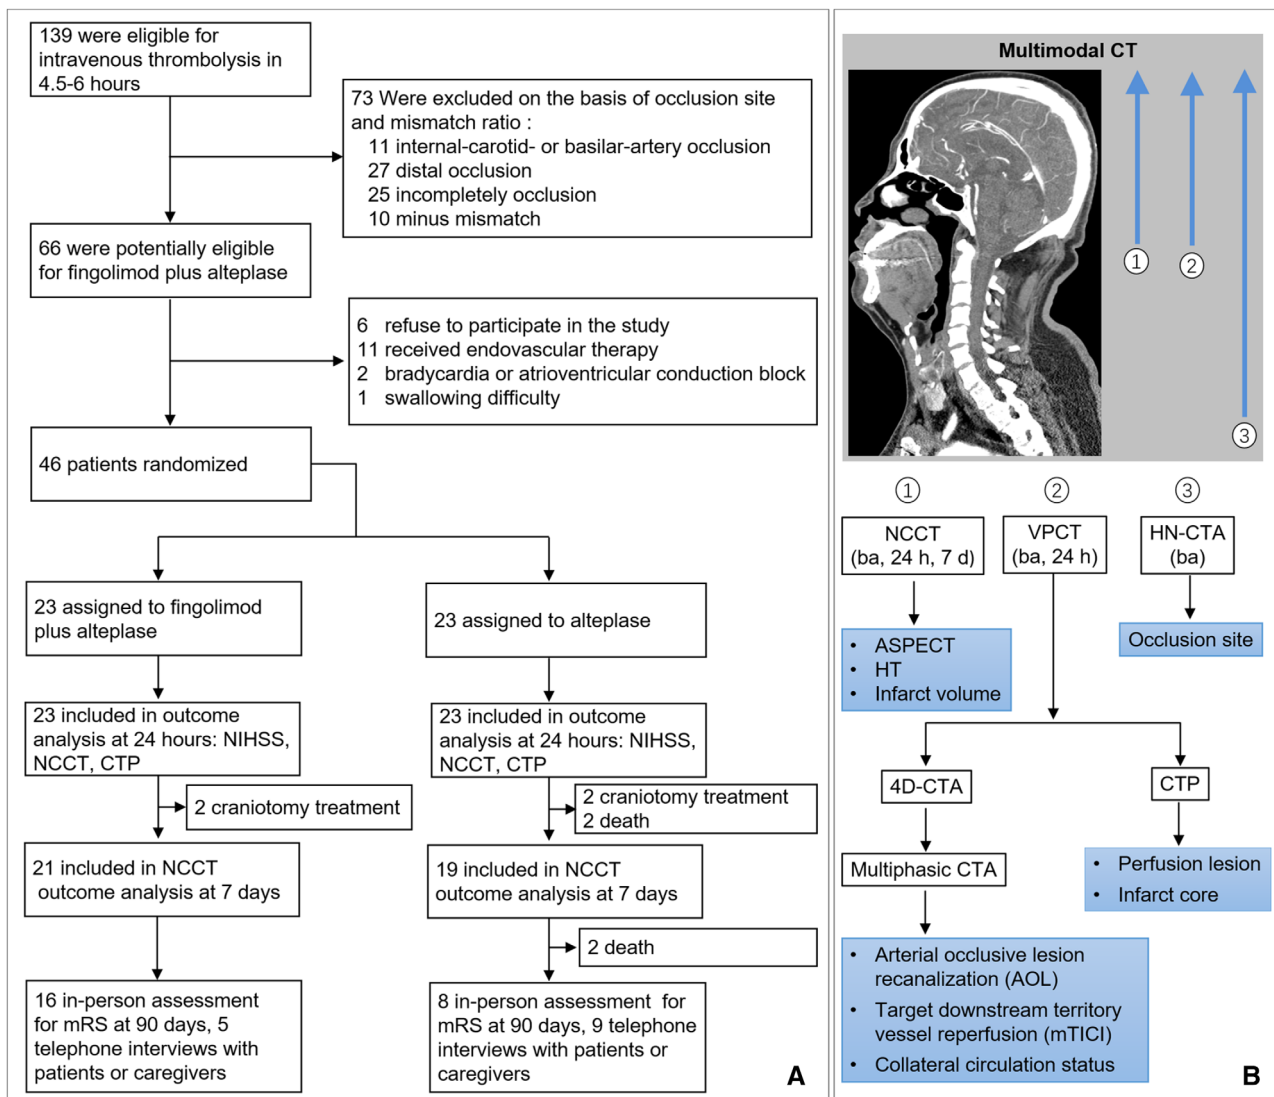 139 were eligible for
intravenous thrombolysis in
4.5-6 hours
73 Were excluded on the basis of occlusion site
and mismatch ratio :
11 internal-carotid- or basilar-artery occlusion
27 distal occlusion
25 incompletely occlusion
10 minus mismatch
66 were potentially eligible
for fingolimod plus alteplase
6 refuse to participate in the study
11 received endovascular therapy
2 bradycardia or atrioventricular conduction block
1 swallowing difficulty
46 patients randomized
23 assigned to fingolimod
plus alteplase
23 assigned to alteplase
23 included in outcome
analysis at 24 hours: NIHSS,
NCCT, CTP
23 included in outcome
analysis at 24 hours: NIHSS,
NCCT, CTP
2 craniotomy treatment
2 craniotomy treatment
2 death
21 included in NCCT
outcome analysis at 7 days
19 included in NCCT
outcome analysis at 7 days
2 death
16 in-person assessment
for mRS at 90 days, 5
telephone interviews with
patients or caregivers
8 in-person assessment for
mRS at 90 days, 9 telephone
interviews with patients or
caregivers
A
Multimodal CT
①
②
③
①
②
③
NCCT
(ba, 24 h, 7 d)
VPCT
(ba, 24 h)
HN-CTA
(ba)
• ASPECT
• HT
• Infarct volume
Occlusion site
4D-CTA
CTP
Multiphasic CTA
• Perfusion lesion
• Infarct core
• Arterial occlusive lesion
recanalization (AOL)
• Target downstream territory
vessel reperfusion (mTICI)
• Collateral circulation status
B